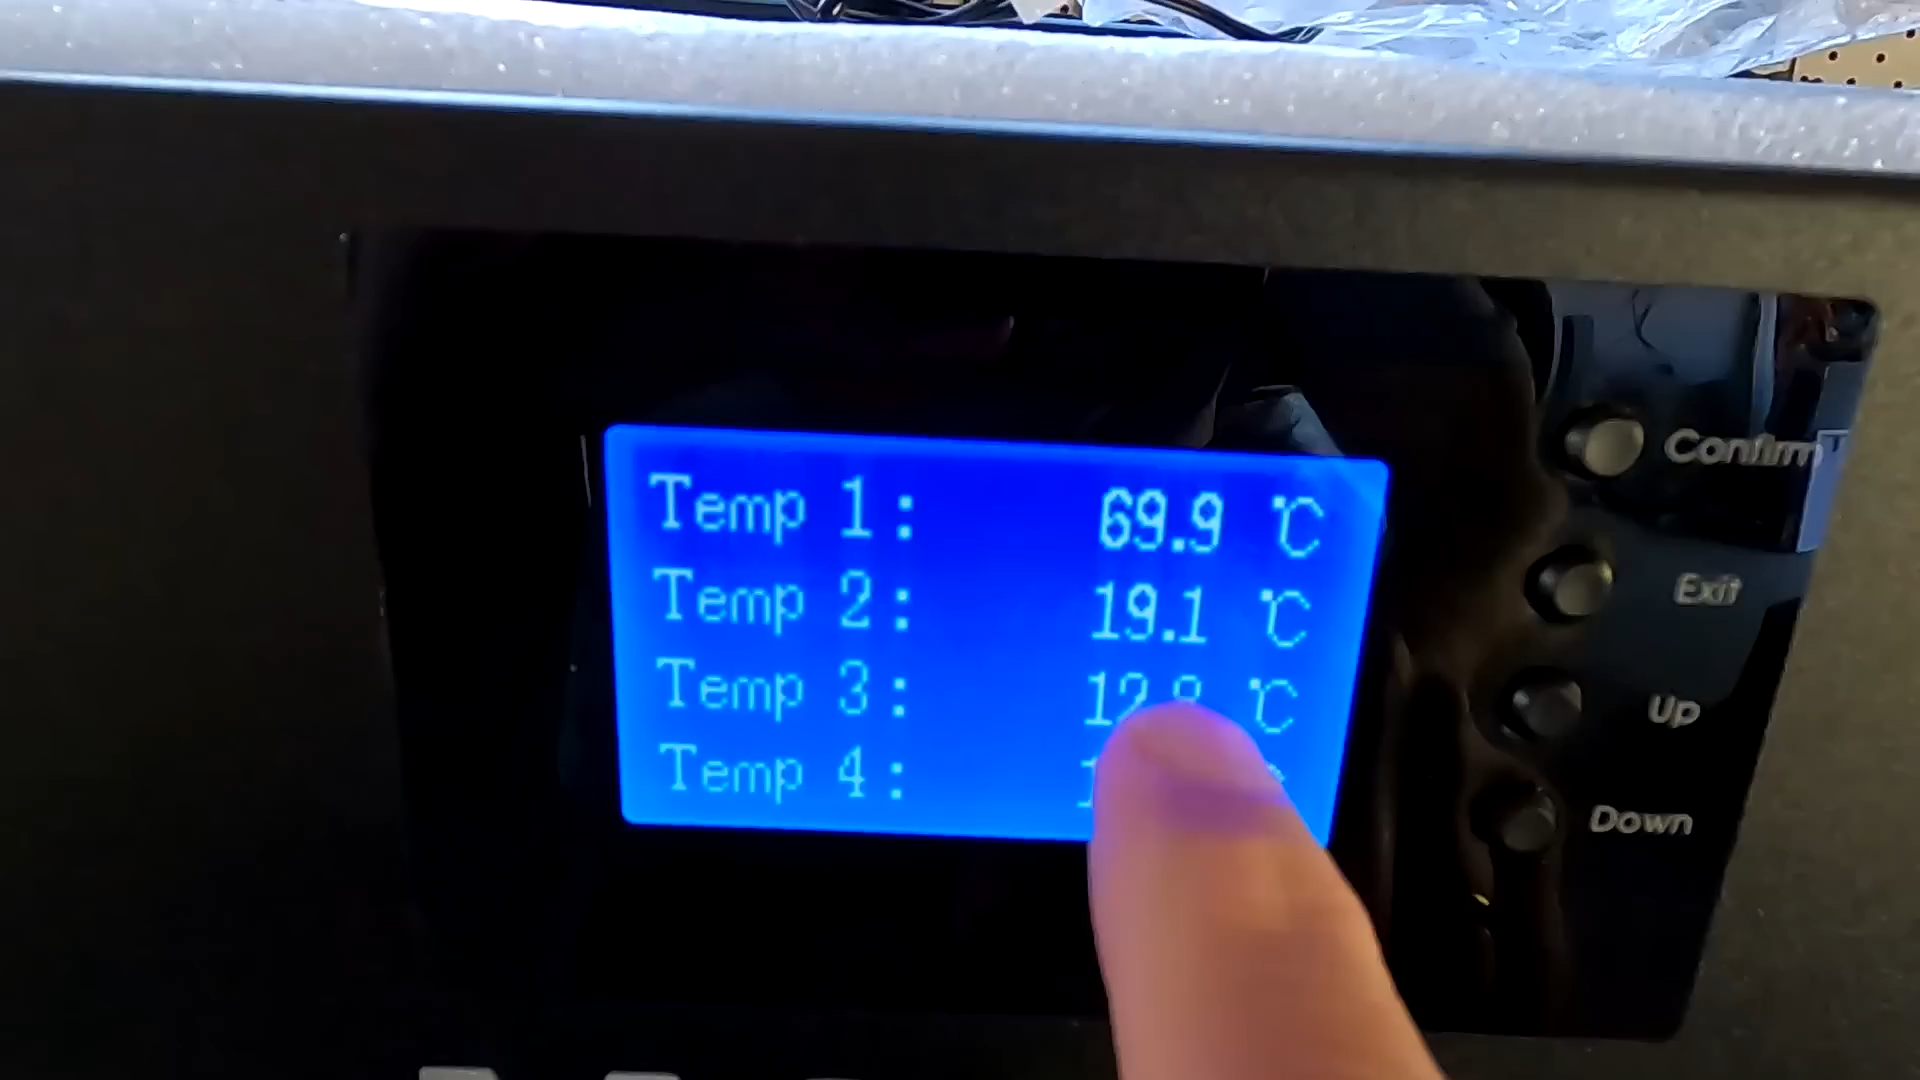 Temp 1: 69.9 ℃
Temp 2: 19.1 ℃
Temp 3: ℃
Temp 4:
Confirm
Exit
Up
Down